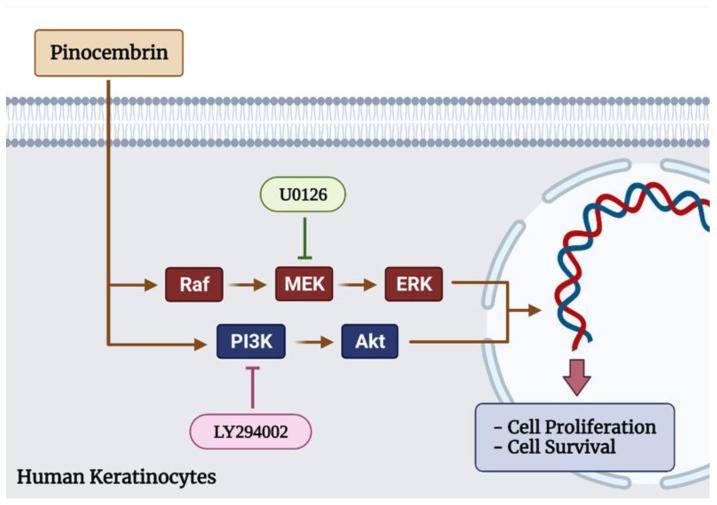 Pinocembrin
U0126
Raf
MEK
ERK
PI3K
Akt
LY294002
- Cell Proliferation
- Cell Survival
Human Keratinocytes